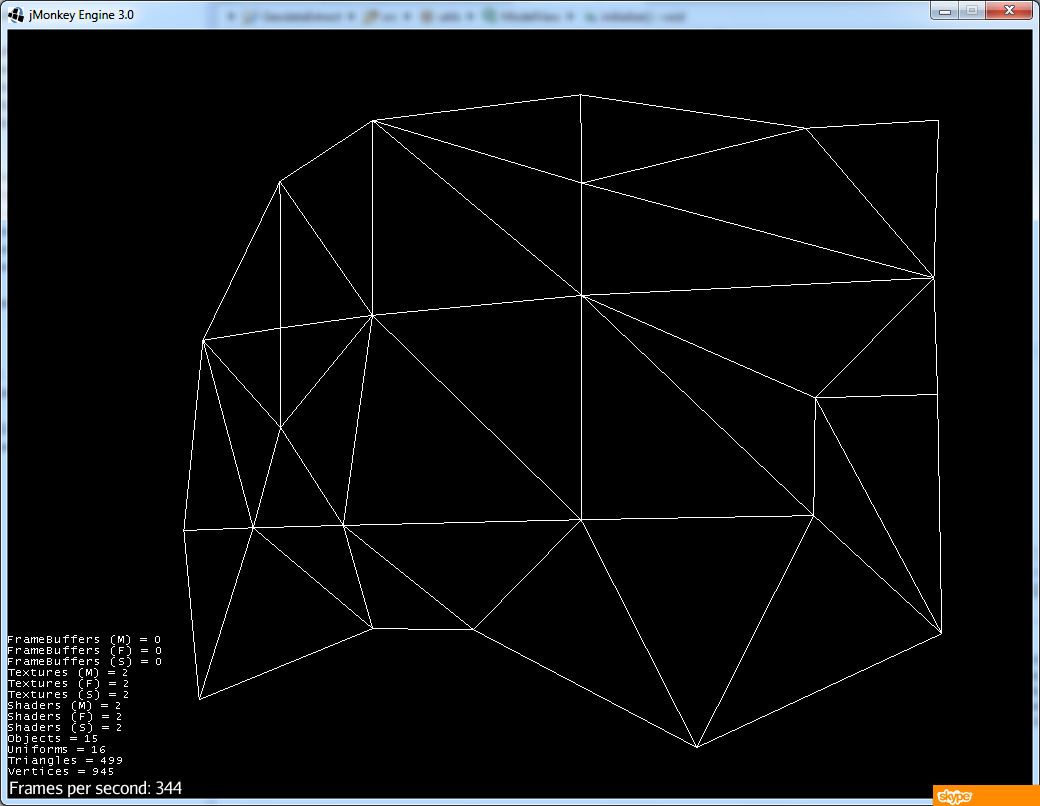 jMonkey Engine 3.0
FrameBuffers (M) = 0
FrameBuffers (F) = 0
FrameBuffers (S) = 0
Textures (M) = 2
Textures (F) = 2
Textures (S) = 2
Shaders (M) = 2
Shaders (F) = 2
Shaders (S) = 2
Objects = 15
Uniforms = 16
Triangles = 499
Vertices = 945
Frames per second: 344
skype